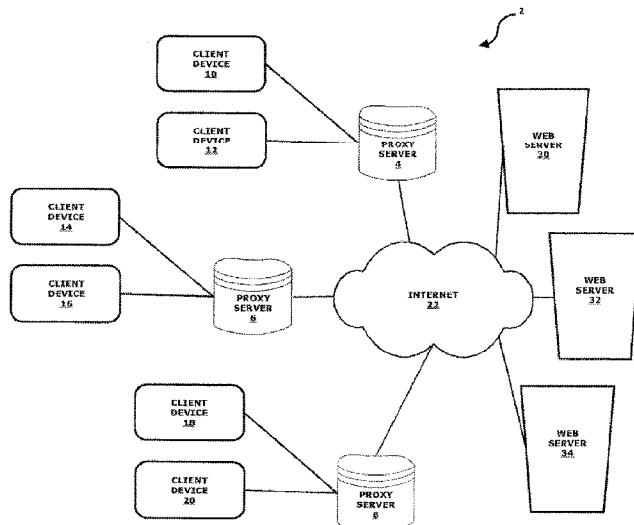 2
CLIENT
DEVICE
10
CLIENT
DEVICE
12
PROXY
SERVER
4
WEB
SERVER
30
CLIENT
DEVICE
14
CLIENT
DEVICE
16
PROXY
SERVER
6
INTERNET
22
WEB
SERVER
32
CLIENT
DEVICE
18
CLIENT
DEVICE
20
PROXY
SERVER
8
WEB
SERVER
34